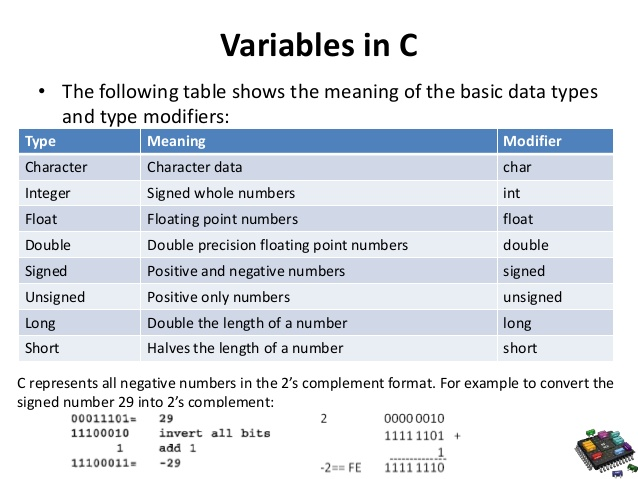 Variables in C
• The following table shows the meaning of the basic data types
and type modifiers:
Type Meaning Modifier
Character Character data char
Integer Signed whole numbers int
Float Floating point numbers float
Double Double precision floating point numbers double
Signed Positive and negative numbers signed
Unsigned Positive only numbers unsigned
Long Double the length of a number long
Short Halves the length of a number short
C represents all negative numbers in the 2’s complement format. For example to convert the
signed number 29 into 2’s complement:
00011101= 29
11100010 invert all bits
1 add 1
11100011= -29
2 0000 0010
1111 1101 +
1
-2== FE 1111 1110